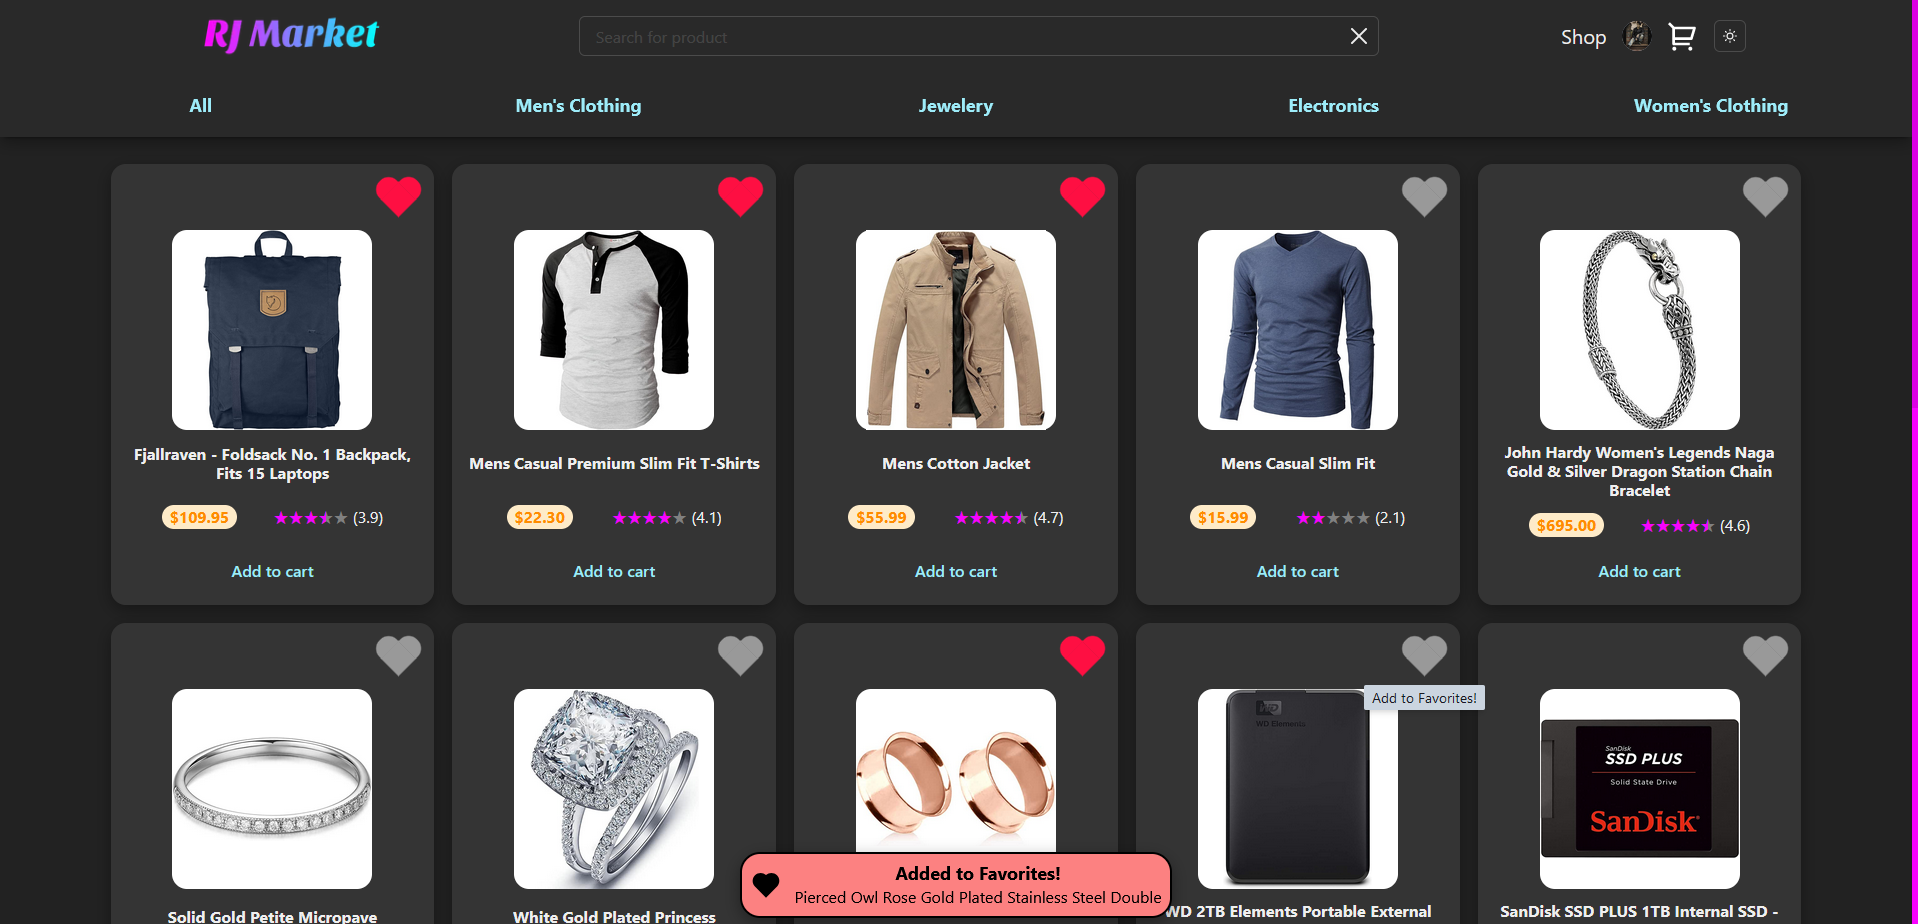 RJ Market
Search for product
Shop
All
Men's Clothing
Jewelery
Electronics
Women's Clothing
Fjallraven - Foldsack No. 1 Backpack,
Fits 15 Laptops
$109.95
(3.9)
Add to cart
Mens Casual Premium Slim Fit T-Shirts
$22.30
(4.1)
Add to cart
Mens Cotton Jacket
$55.99
(4.7)
Add to cart
Mens Casual Slim Fit
$15.99
(2.1)
Add to cart
John Hardy Women's Legends Naga
Gold & Silver Dragon Station Chain
Bracelet
$695.00
(4.6)
Add to cart
Solid Gold Petite Micropave
White Gold Plated Princess
Add to Favorites!
WD
WD Elements
WD 2TB Elements Portable External
SanDisk
SSD PLUS
Solid State Drive
SanDisk
SanDisk SSD PLUS 1TB Internal SSD -
Added to Favorites!
Pierced Owl Rose Gold Plated Stainless Steel Double